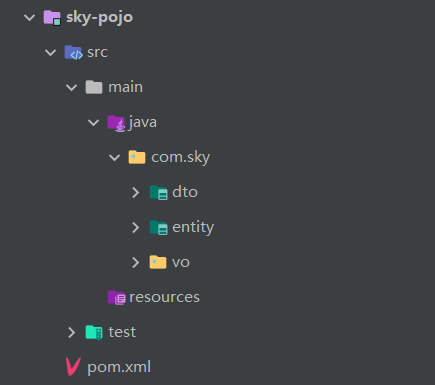 sky-pojo
src
main
java
com.sky
dto
entity
vo
resources
test
pom.xml